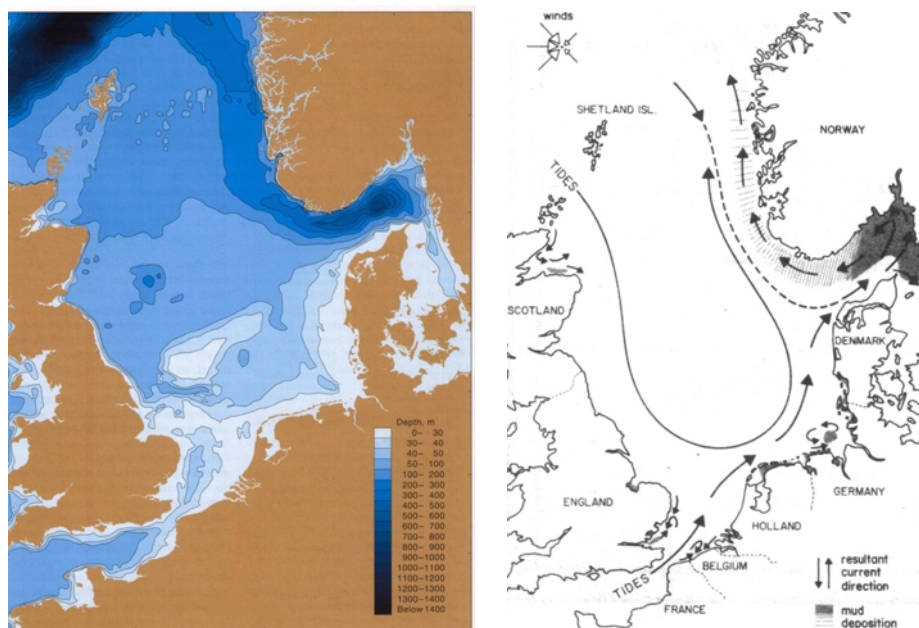 Depth, m
0– 30
30– 40
40– 50
50– 100
100– 200
200– 300
300– 400
400– 500
500– 600
600– 700
700– 800
800– 900
900–1000
1000–1100
1100–1200
1200–1300
1300–1400
Below 1400
winds
SHETLAND ISL.
NORWAY
TIDES
SCOTLAND
DENMARK
ENGLAND
GERMANY
HOLLAND
BELGIUM
TIDES
FRANCE
resultant
current
direction
mud
deposition